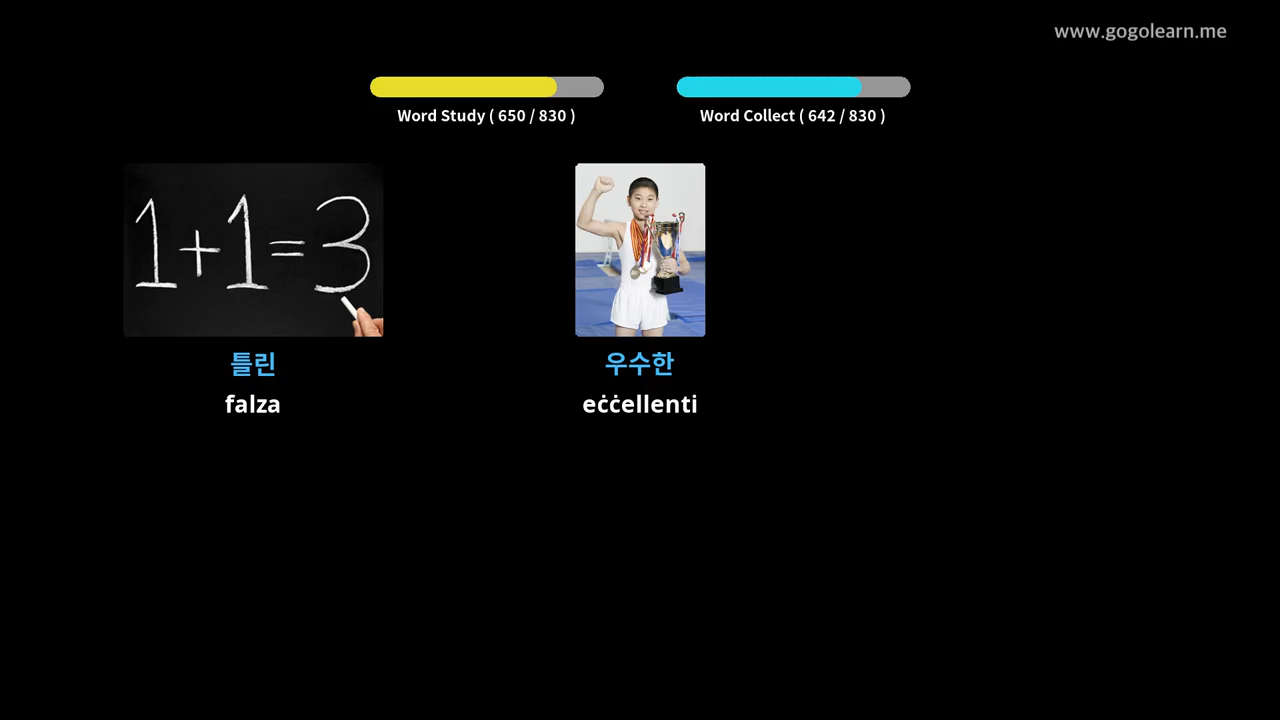 www.gogolearn.me
Word Study ( 650 / 830 )
Word Collect ( 642 / 830 )
1+1=3
틀린
falza
우수한
eċċellenti